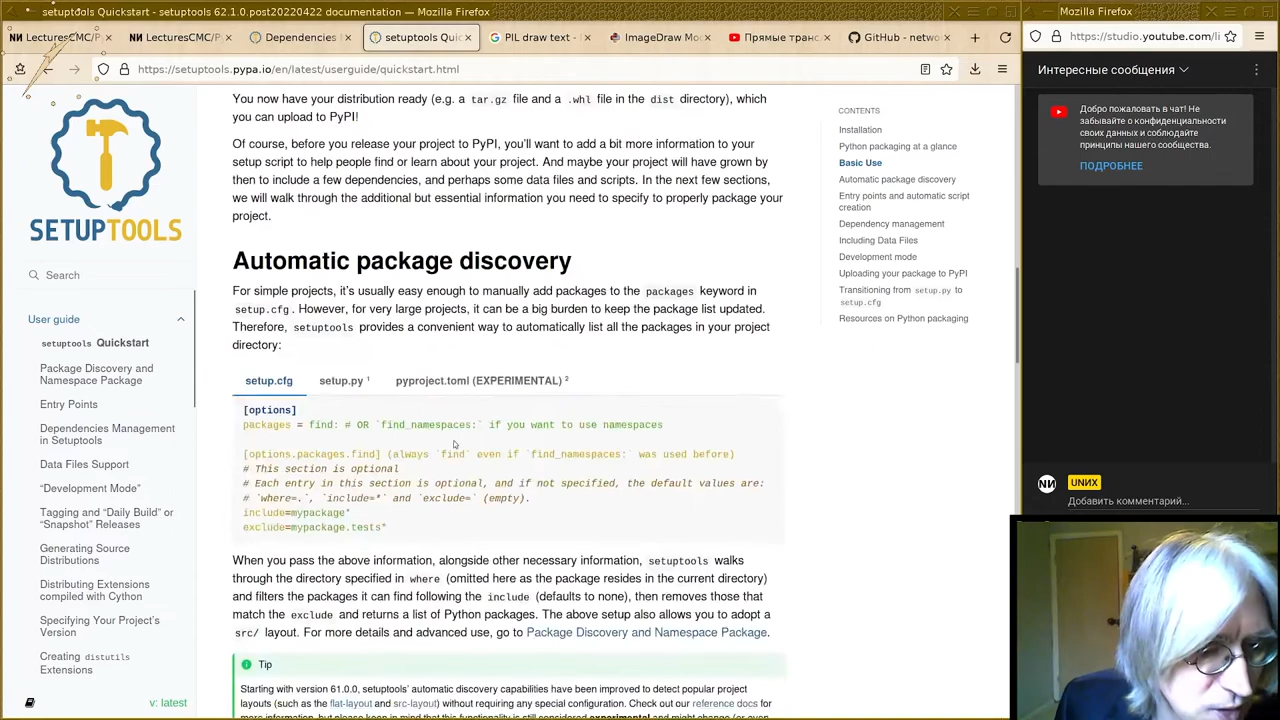 setuptools Quickstart - setuptools 62.1.0.post20220422 documentation — Mozilla Firefox
Mozilla Firefox
LecturesCMC/P
LecturesCMC/P
Dependencies M
setuptools Quic
PIL draw text -
ImageDraw Mo
Прямые транс
GitHub - netwo
https://studio.youtube.com/li
https://setuptools.pypa.io/en/latest/userguide/quickstart.html
Интересные сообщения
SETUPTOOLS
Search
User guide
setuptools Quickstart
Package Discovery and
Namespace Package
Entry Points
Dependencies Management
in Setuptools
Data Files Support
“Development Mode”
Tagging and “Daily Build” or
“Snapshot” Releases
Generating Source
Distributions
Distributing Extensions
compiled with Cython
Specifying Your Project’s
Version
Creating distutils
Extensions
v: latest
You now have your distribution ready (e.g. a tar.gz file and a .whl file in the dist directory), which
you can upload to PyPI!
Of course, before you release your project to PyPI, you’ll want to add a bit more information to your
setup script to help people find or learn about your project. And maybe your project will have grown by
then to include a few dependencies, and perhaps some data files and scripts. In the next few sections,
we will walk through the additional but essential information you need to specify to properly package your
project.
Automatic package discovery
For simple projects, it’s usually easy enough to manually add packages to the packages keyword in
setup.cfg. However, for very large projects, it can be a big burden to keep the package list updated.
Therefore, setuptools provides a convenient way to automatically list all the packages in your project
directory:
setup.cfg setup.py 1 pyproject.toml (EXPERIMENTAL) 2
[options]
packages = find: # OR `find_namespaces:` if you want to use namespaces
[options.packages.find] (always `find` even if `find_namespaces:` was used before)
# This section is optional
# Each entry in this section is optional, and if not specified, the default values are:
# `where=.`, `include=*` and `exclude=` (empty).
include=mypackage*
exclude=mypackage.tests*
When you pass the above information, alongside other necessary information, setuptools walks
through the directory specified in where (omitted here as the package resides in the current directory)
and filters the packages it can find following the include (defaults to none), then removes those that
match the exclude and returns a list of Python packages. The above setup also allows you to adopt a
src/ layout. For more details and advanced use, go to Package Discovery and Namespace Package.
Tip
Starting with version 61.0.0, setuptools’ automatic discovery capabilities have been improved to detect popular project
layouts (such as the flat-layout and src-layout) without requiring any special configuration. Check out our reference docs for
CONTENTS
Installation
Python packaging at a glance
Basic Use
Automatic package discovery
Entry points and automatic script
creation
Dependency management
Including Data Files
Development mode
Uploading your package to PyPI
Transitioning from setup.py to
setup.cfg
Resources on Python packaging
Добро пожаловать в чат! Не
забывайте о конфиденциальности
своих данных и соблюдайте
принципы нашего сообщества.
ПОДРОБНЕЕ
UNИX
Добавить комментарий...